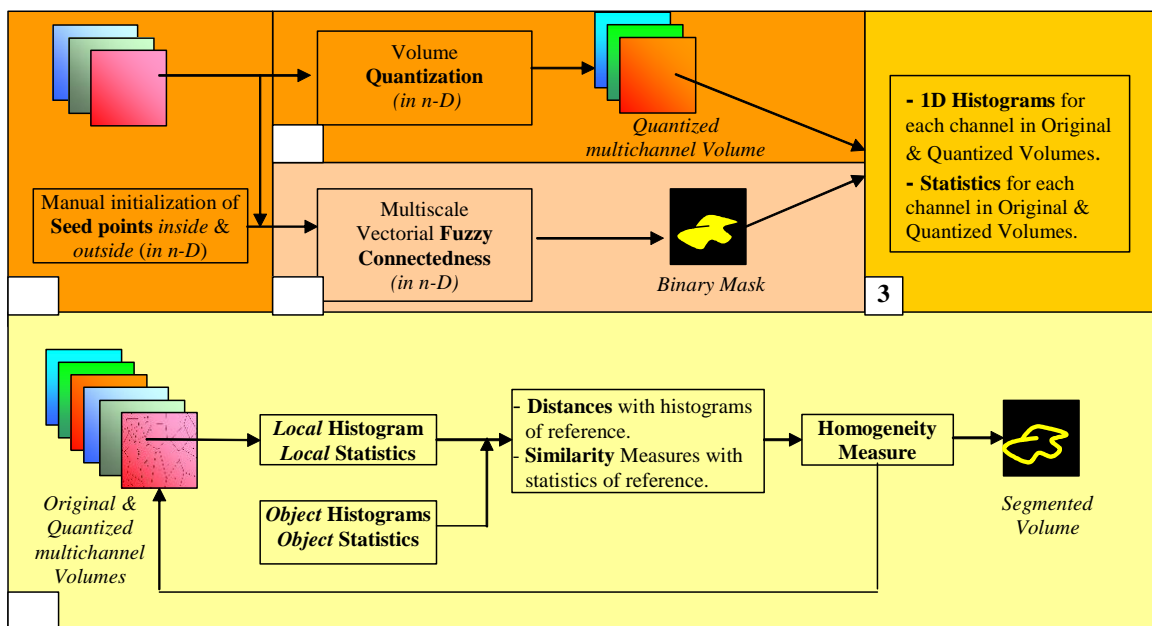 Volume
Quantization
(in n-D)
Quantized
multichannel Volume
Manual initialization of
Seed points inside &
outside (in n-D)
Multiscale
Vectorial Fuzzy
Connectedness
(in n-D)
Binary Mask
- 1D Histograms for
each channel in Original
& Quantized Volumes.
- Statistics for each
channel in Original &
Quantized Volumes.
3
Original &
Quantized
multichannel
Volumes
Local Histogram
Local Statistics
Object Histograms
Object Statistics
- Distances with histograms
of reference.
- Similarity Measures with
statistics of reference.
Homogeneity
Measure
Segmented
Volume